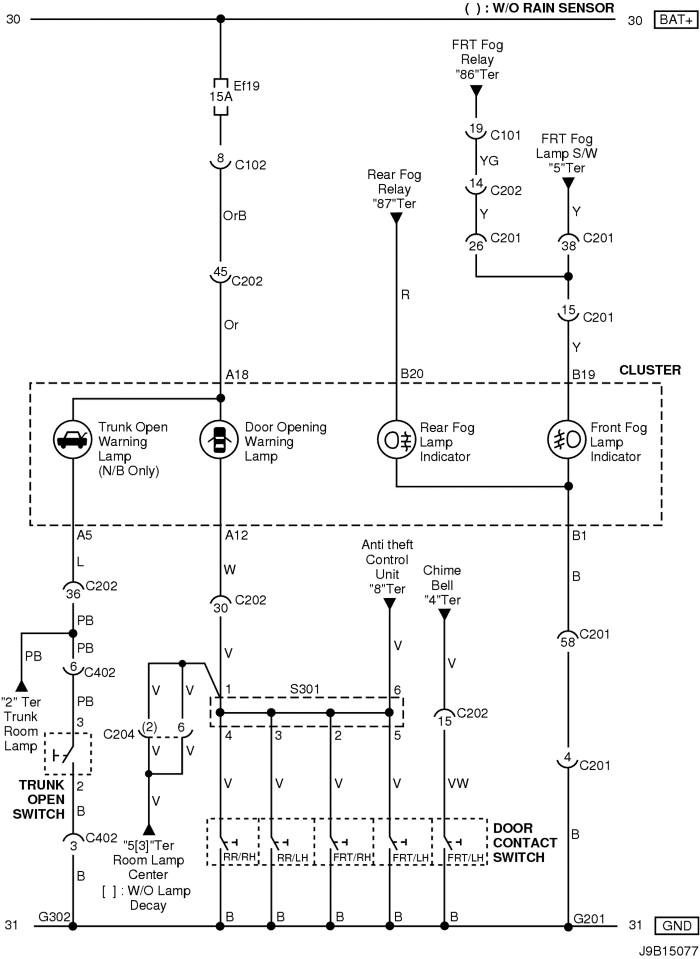 ( ) : W/O RAIN SENSOR
30
30
BAT+
FRT Fog
Relay
"86"Ter
Ef19
15A
19
C101
FRT Fog
Lamp S/W
"5"Ter
8
C102
YG
Rear Fog
Relay
"87"Ter
14
C202
OrB
Y
Y
26
C201
38
C201
45
C202
R
15
C201
Or
Y
A18
B20
B19
CLUSTER
Trunk Open
Warning
Lamp
(N/B Only)
Door Opening
Warning
Lamp
Rear Fog
Lamp
Indicator
Front Fog
Lamp
Indicator
A5
A12
B1
L
W
Anti theft
Control
Unit
"8"Ter
Chime
Bell
"4"Ter
B
36
C202
30
C202
PB
PB
PB
58
C201
V
V
V
6
C402
"2" Ter
Trunk
Room
Lamp
PB
V
V
1
S301
6
3
C204
(2)
6
15
C202
4
3
2
5
V
V
4
C201
TRUNK
OPEN
SWITCH
2
V
V
V
V
V
VW
B
B
DOOR
CONTACT
SWITCH
3
C402
"5[3]"Ter
Room Lamp
Center
[ ] : W/O Lamp
Decay
RR/RH
RR/LH
FRT/RH
FRT/LH
FRT/LH
B
31
G302
B
B
B
B
B
G201
31
GND
J9B15077